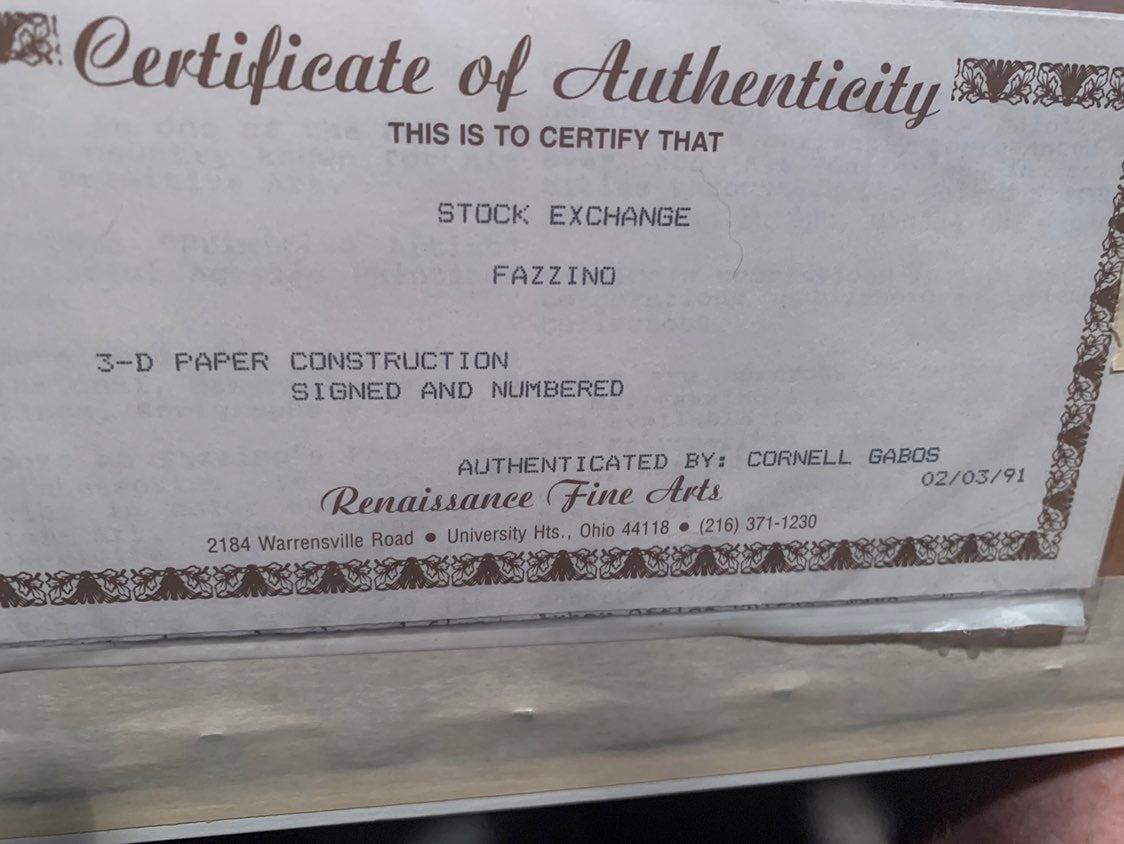 Certificate of Authenticity
THIS IS TO CERTIFY THAT
STOCK EXCHANGE
FAZZINO
3-D PAPER CONSTRUCTION
SIGNED AND NUMBERED
AUTHENTICATED BY: CORNELL GABOS
02/03/91
Renaissance Fine Arts
2184 Warrensville Road ● University Hts., Ohio 44118 ● (216) 371-1230